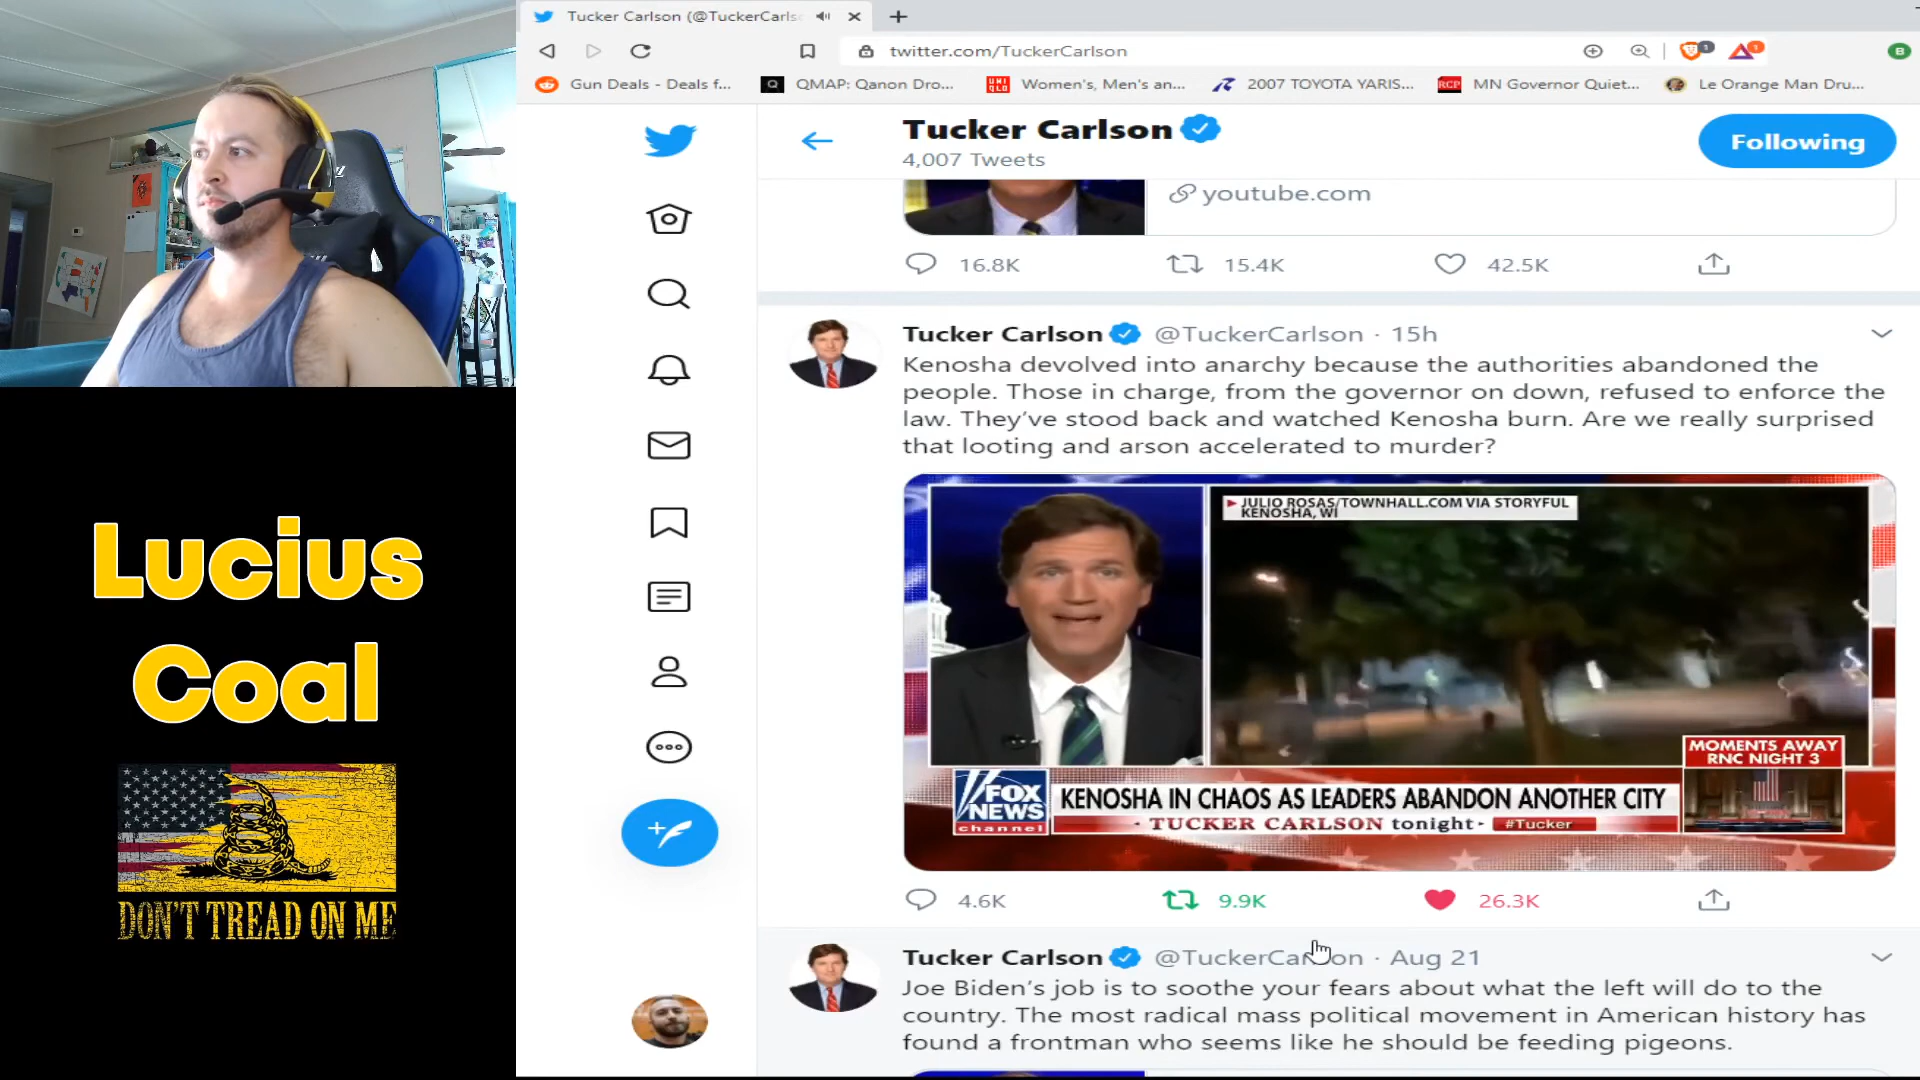 Tucker Carlson (@TuckerCarlso
twitter.com/TuckerCarlson
1
1
B
Gun Deals - Deals f...
Q
QMAP: Qanon Dro...
UNI
QLO
Women's, Men's an...
2007 TOYOTA YARIS...
RCP
MN Governor Quiet...
Le Orange Man Dru...
Tucker Carlson
4,007 Tweets
Following
youtube.com
16.8K
15.4K
42.5K
Tucker Carlson @TuckerCarlson · 15h
Kenosha devolved into anarchy because the authorities abandoned the
people. Those in charge, from the governor on down, refused to enforce the
law. They've stood back and watched Kenosha burn. Are we really surprised
that looting and arson accelerated to murder?
JULIO ROSAS/TOWNHALL.COM VIA STORYFUL
KENOSHA, WI
MOMENTS AWAY
RNC NIGHT 3
FOX
NEWS
channel
KENOSHA IN CHAOS AS LEADERS ABANDON ANOTHER CITY
· TUCKER CARLSON tonight · #Tucker
4.6K
9.9K
26.3K
Tucker Carlson @TuckerCarlson · Aug 21
Joe Biden's job is to soothe your fears about what the left will do to the
country. The most radical mass political movement in American history has
found a frontman who seems like he should be feeding pigeons.
Lucius
Coal
DON'T TREAD ON ME